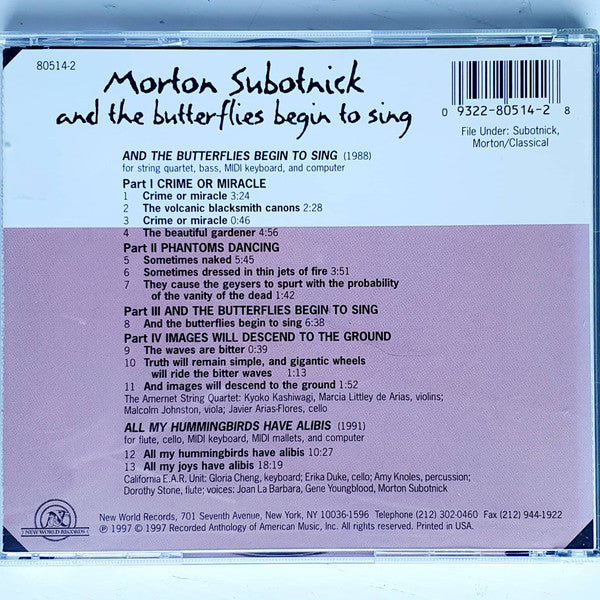 80514-2
Morton Subotnick
and the butterflies begin to sing
0 9322-80514-2 8
File Under: Subotnick,
Morton/Classical
AND THE BUTTERFLIES BEGIN TO SING (1988)
for string quartet, bass, MIDI keyboard, and computer
Part I CRIME OR MIRACLE
1 Crime or miracle 3:24
2 The volcanic blacksmith canons 2:28
3 Crime or miracle 0:46
4 The beautiful gardener 4:56
Part II PHANTOMS DANCING
5 Sometimes naked 5:45
6 Sometimes dressed in thin jets of fire 3:51
7 They cause the geysers to spurt with the probability
of the vanity of the dead 1:42
Part III AND THE BUTTERFLIES BEGIN TO SING
8 And the butterflies begin to sing 6:38
Part IV IMAGES WILL DESCEND TO THE GROUND
9 The waves are bitter 0:39
10 Truth will remain simple, and gigantic wheels
will ride the bitter waves 1:13
11 And images will descend to the ground 1:52
The Amernet String Quartet: Kyoko Kashiwagi, Marcia Littley de Arias, violins;
Malcolm Johnston, viola; Javier Arias-Flores, cello
ALL MY HUMMINGBIRDS HAVE ALIBIS (1991)
for flute, cello, MIDI keyboard, MIDI mallets, and computer
12 All my hummingbirds have alibis 10:27
13 All my joys have alibis 18:19
California E.A.R. Unit: Gloria Cheng, keyboard; Erika Duke, cello; Amy Knoles, percussion;
Dorothy Stone, flute; voices: Joan La Barbara, Gene Youngblood, Morton Subotnick
NEW WORLD RECORDS
New World Records, 701 Seventh Avenue, New York, NY 10036-1596 Telephone (212) 302-0460 Fax (212) 944-1922
℗ 1997 © 1997 Recorded Anthology of American Music, Inc. All rights reserved. Printed in USA.